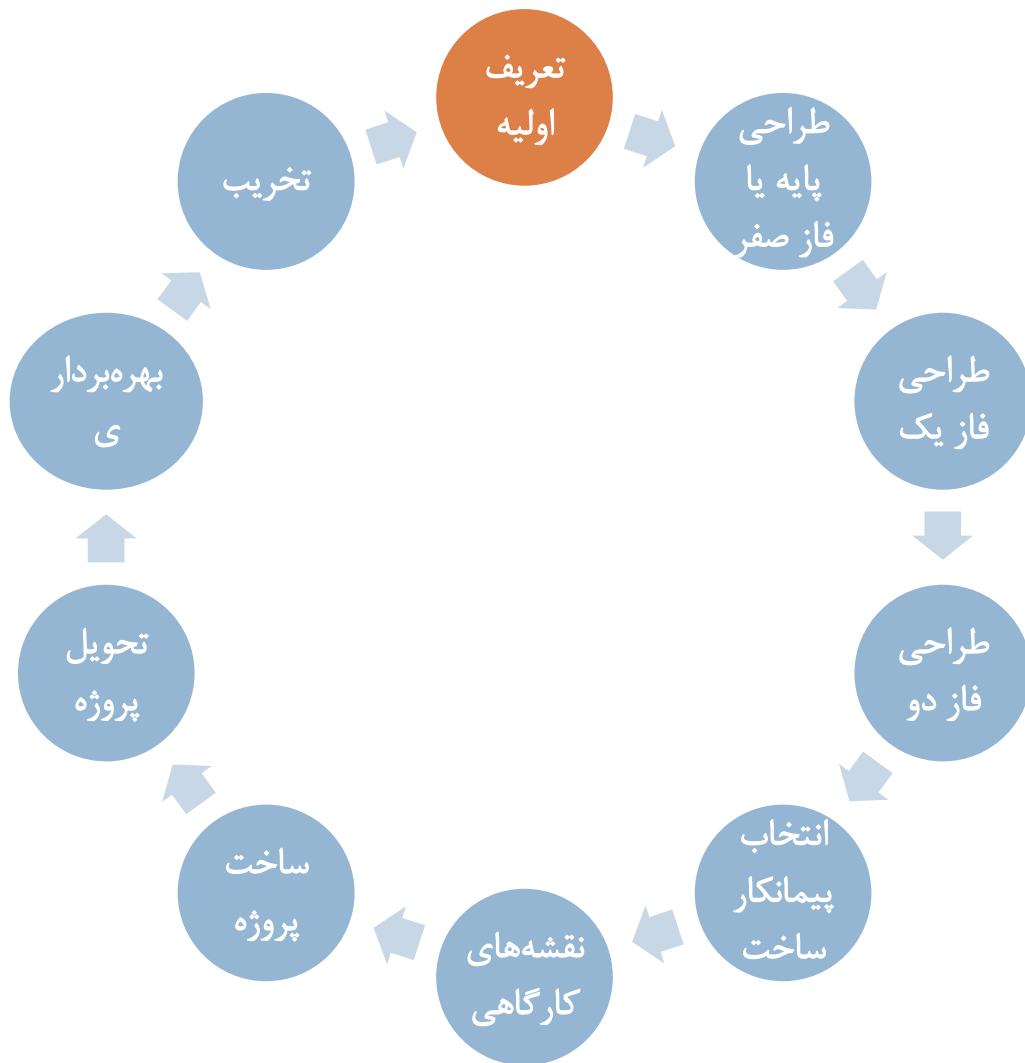 تعریف
اولیه
طراحی
پایه یا
فاز صفر
طراحی
فاز یک
طراحی
فاز دو
انتخاب
پیمانکار
ساخت
نقشه‌های
کارگاهی
ساخت
پروژه
تحویل
پروژه
بهره‌بردار
ی
تخریب